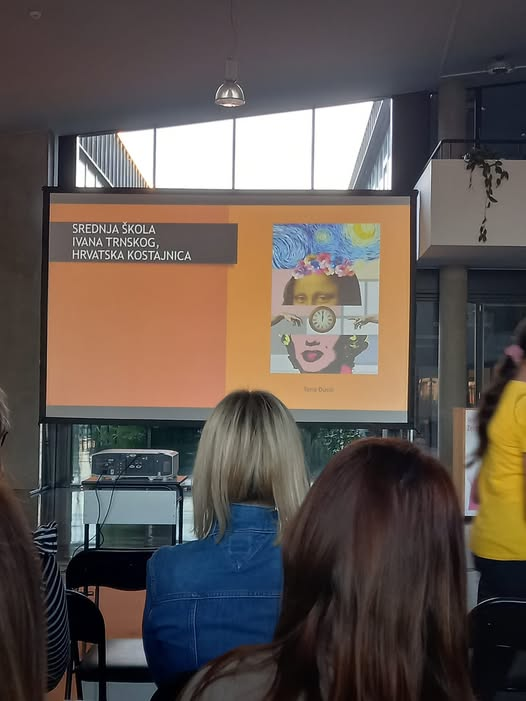 SREDNJA ŠKOLA
IVANA TRNSKOG,
HRVATSKA KOSTAJNICA